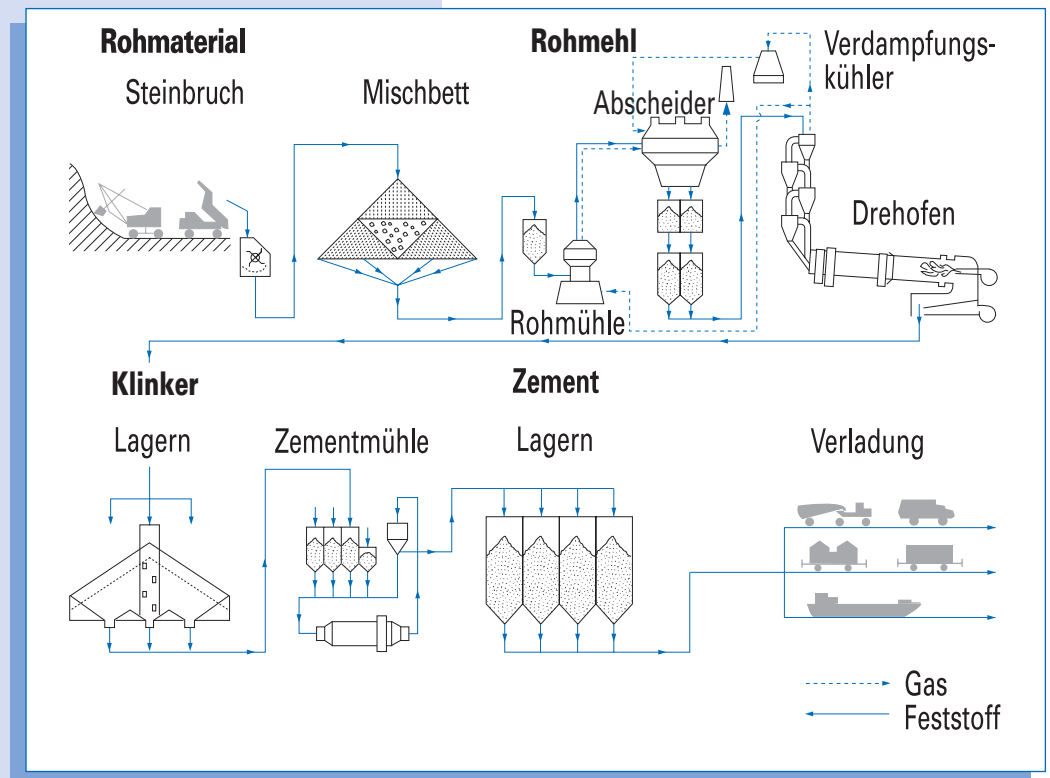 Rohmaterial
Rohmehl
Verdampfungs-
kühler
Steinbruch
Mischbett
Abscheider
Drehofen
Rohmühle
Klinker
Zement
Lagern
Zementmühle
Lagern
Verladung
Gas
Feststoff